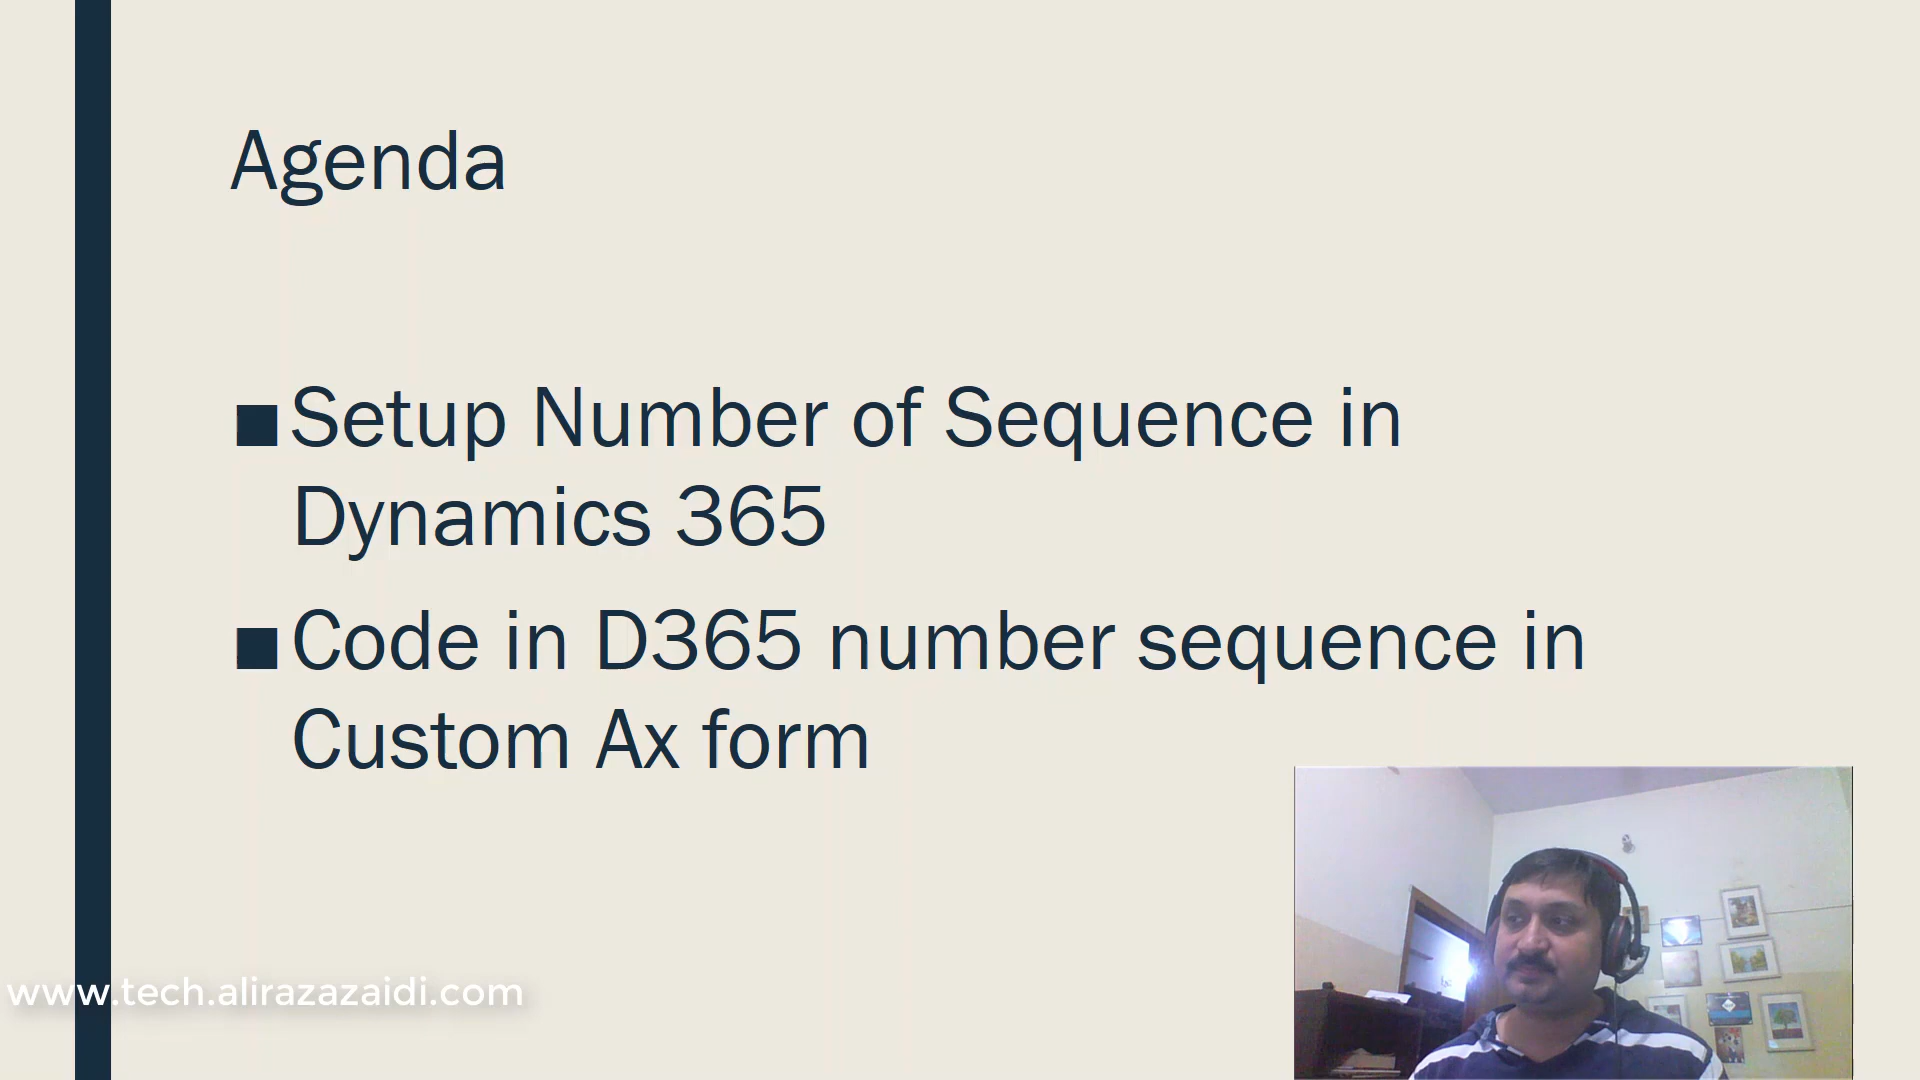 Agenda
■Setup Number of Sequence in
Dynamics 365
■Code in D365 number sequence in
Custom Ax form
www.tech.alirazazaidi.com